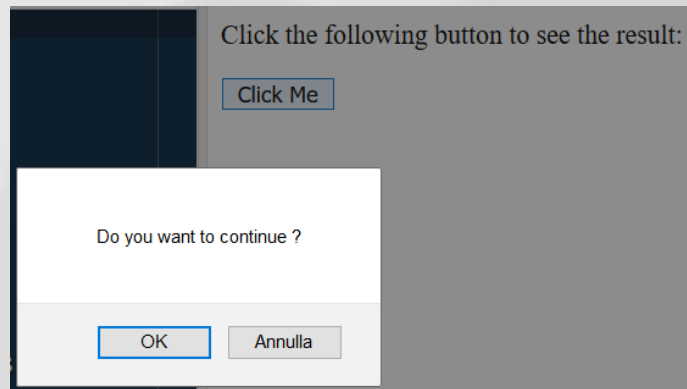 Click the following button to see the result:
Click Me
Do you want to continue ?
OK
Annulla